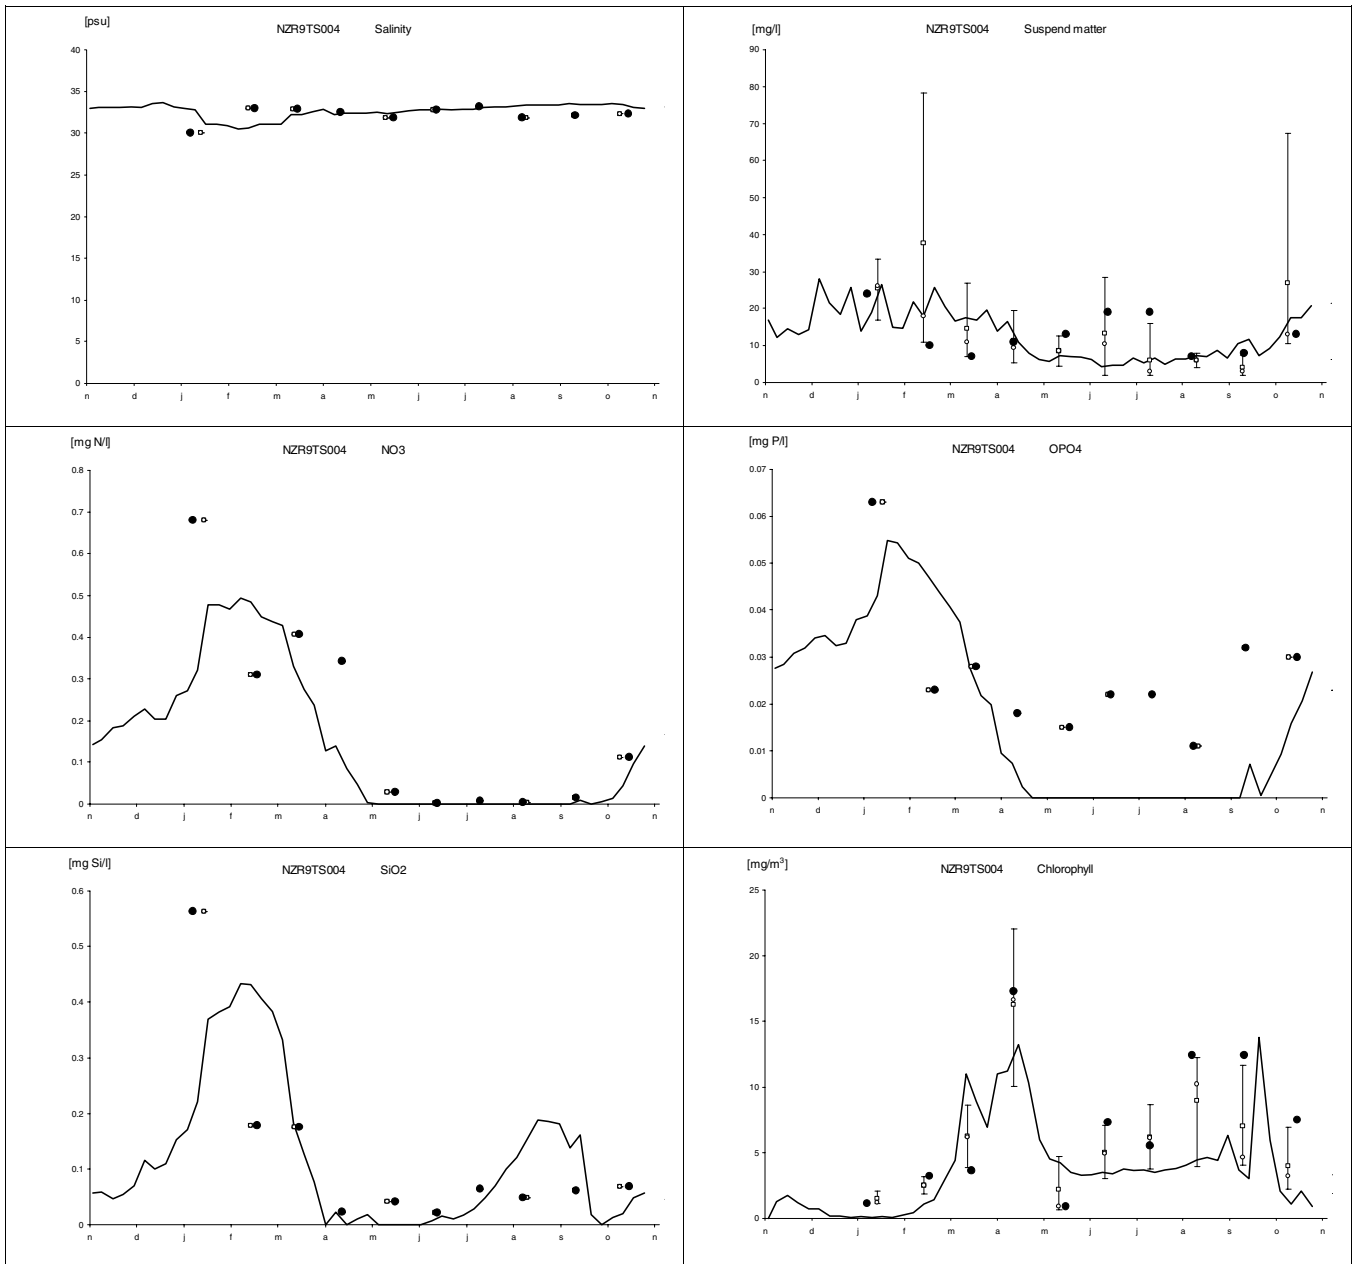 [psu]
NZR9TS004 Salinity
40
35
30
25
20
15
10
5
0
n d j f m a m j j a s o n
[mg/l]
NZR9TS004 Suspend matter
90
80
70
60
50
40
30
20
10
0
n d j f m a m j j a s o n
[mg N/l]
NZR9TS004 NO3
0.8
0.7
0.6
0.5
0.4
0.3
0.2
0.1
0
n d j f m a m j j a s o n
[mg P/l]
NZR9TS004 OPO4
0.07
0.06
0.05
0.04
0.03
0.02
0.01
0
n d j f m a m j j a s o n
[mg Si/l]
NZR9TS004 SiO2
0.6
0.5
0.4
0.3
0.2
0.1
0
n d j f m a m j j a s o n
[mg/m³]
NZR9TS004 Chlorophyll
25
20
15
10
5
0
n d j f m a m j j a s o n